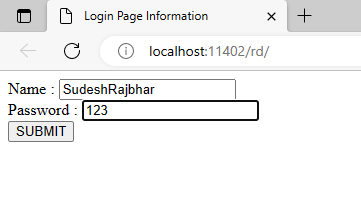 Login Page Information
localhost:11402/rd/
Name : SudeshRajbhar
Password : 123
SUBMIT